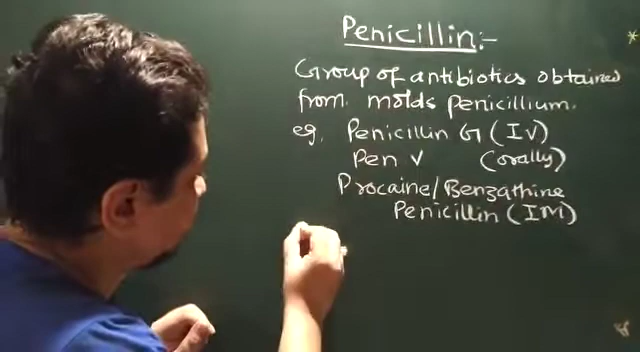 Penicillin:-
Group of antibiotics obtained
from molds penicillium.
eg. Penicillin G (IV)
Pen V (orally)
Procaine/Benzathine
Penicillin (IM)